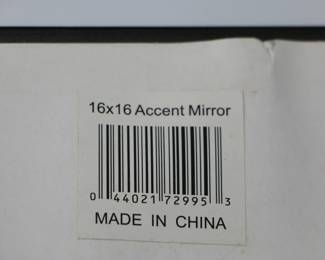 16x16 Accent Mirror
0 44021 72995 3
MADE IN CHINA